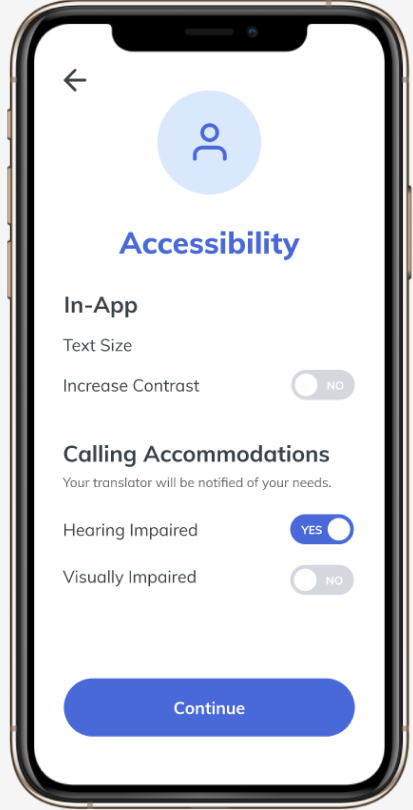 Accessibility
In-App
Text Size
Increase Contrast NO
Calling Accommodations
Your translator will be notified of your needs.
Hearing Impaired YES
Visually Impaired NO
Continue